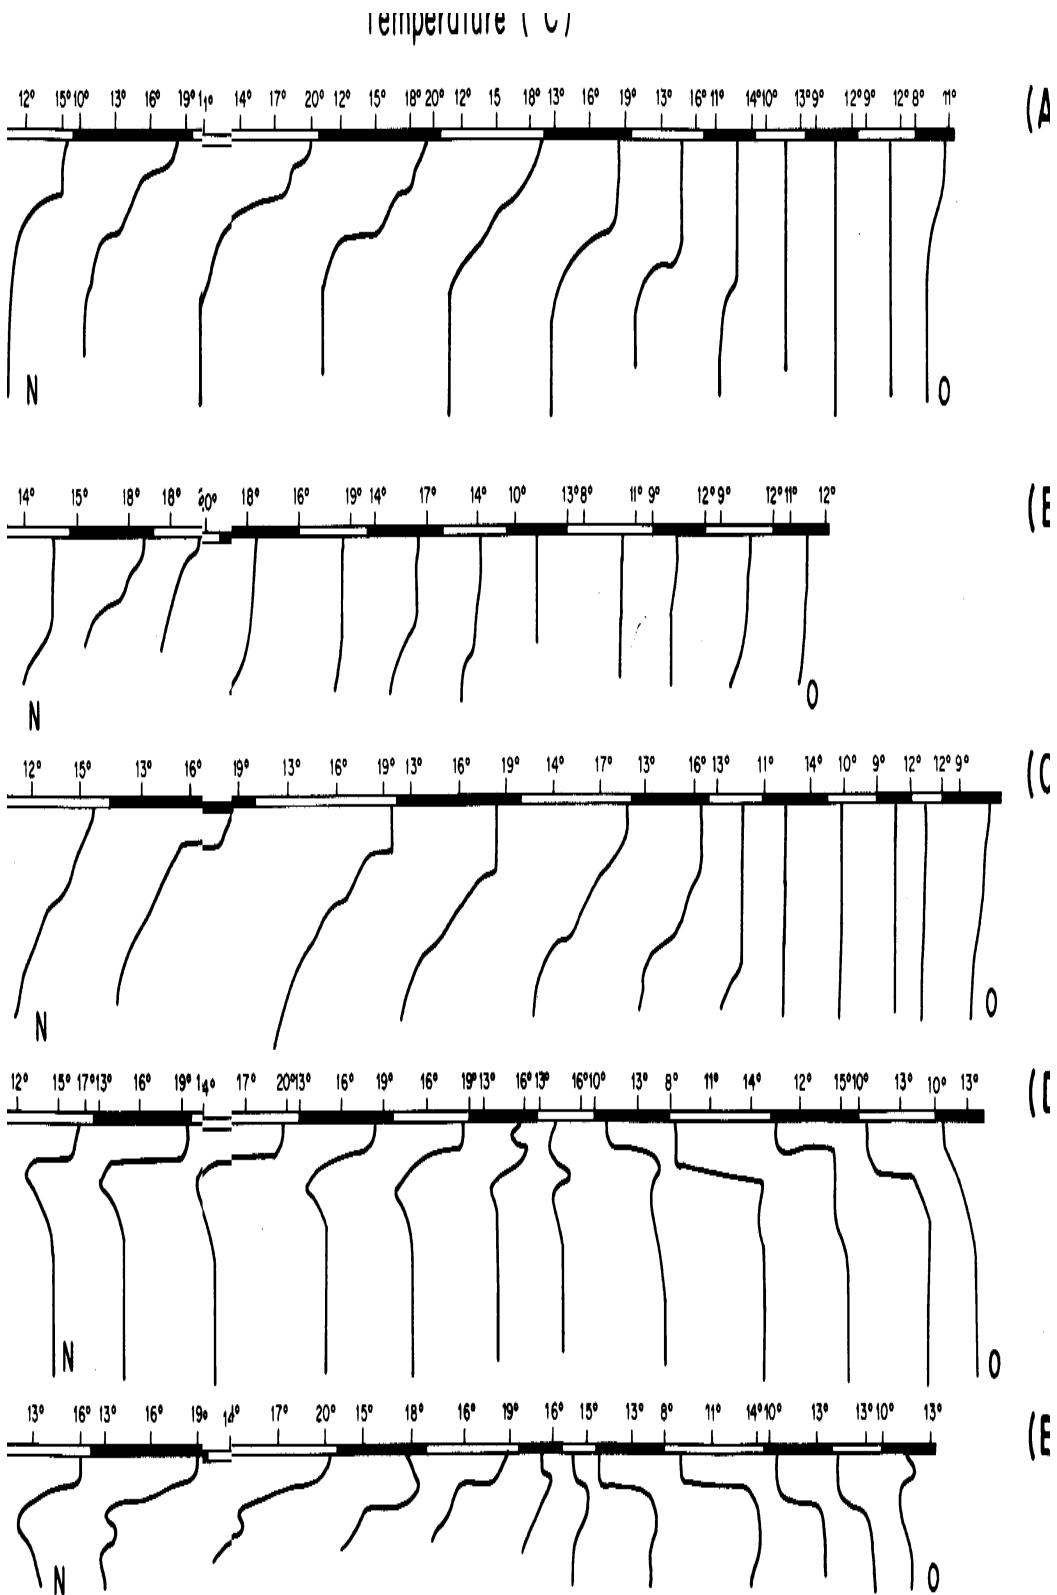 Temperature (°C)
12° 15° 10° 13° 16° 19° 11° 14° 17° 20° 12° 15° 18° 20° 12° 15 18° 13° 16° 19° 13° 16° 11° 14° 10° 13° 9° 12° 9° 12° 8° 11°
(A
N O
14° 15° 18° 18° 20° 18° 16° 19° 14° 17° 14° 10° 13° 8° 11° 9° 12° 9° 12° 11° 12°
N O
12° 15° 13° 16° 19° 13° 16° 19° 13° 16° 19° 14° 17° 13° 16° 13° 11° 14° 10° 9° 12° 12° 9°
(C
N O
12° 15° 17° 13° 16° 19° 14° 17° 20° 13° 16° 19° 16° 19° 13° 16° 13° 16° 10° 13° 8° 11° 14° 12° 15° 10° 13° 10° 13°
(D
N O
13° 16° 13° 16° 19° 14° 17° 20° 15° 18° 16° 19° 16° 15° 13° 8° 11° 14° 10° 13° 13° 10° 13°
(E
N O